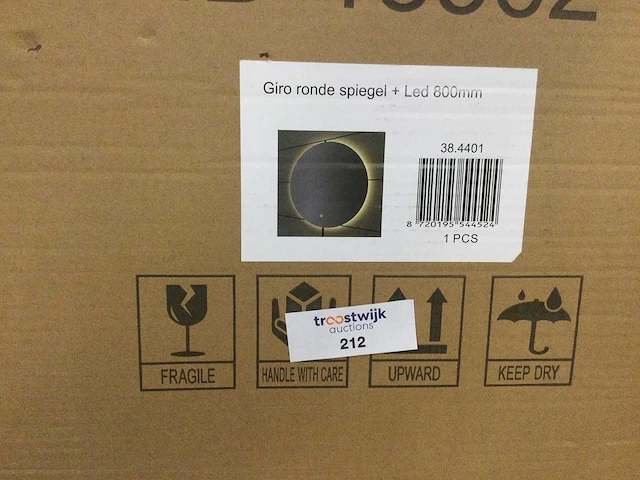 Giro ronde spiegel + Led 800mm
38.4401
8 720195 544524
1 PCS
troostwijk
auctions
212
FRAGILE
HANDLE WITH CARE
UPWARD
KEEP DRY